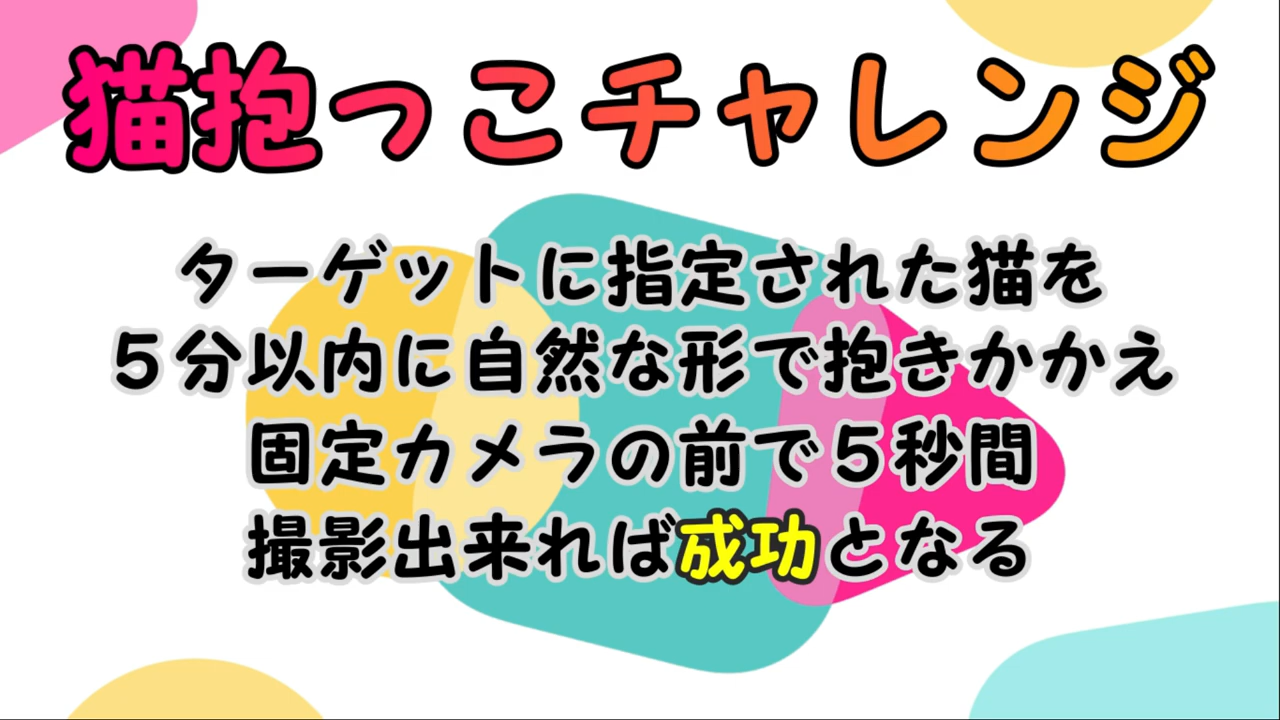 猫抱っこチャレンジ
ターゲットに指定された猫を
５分以内に自然な形で抱きかかえ
固定カメラの前で５秒間
撮影出来れば成功となる